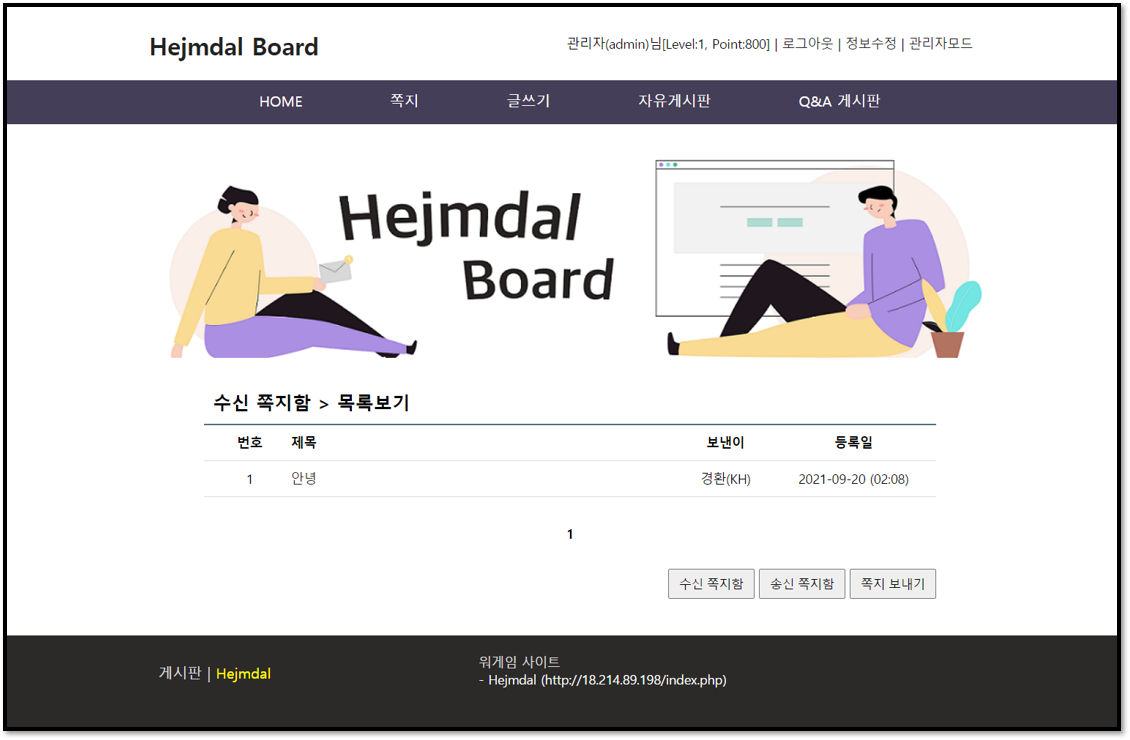 Hejmdal Board
관리자(admin)님[Level:1, Point:800] | 로그아웃 | 정보수정 | 관리자모드
HOME 쪽지 글쓰기 자유게시판 Q&A 게시판
Hejmdal
Board
수신 쪽지함 > 목록보기
번호 제목 보낸이 등록일
1 안녕 경환(KH) 2021-09-20 (02:08)
1
수신 쪽지함 송신 쪽지함 쪽지 보내기
게시판 | Hejmdal
워게임 사이트
- Hejmdal (http://18.214.89.198/index.php)